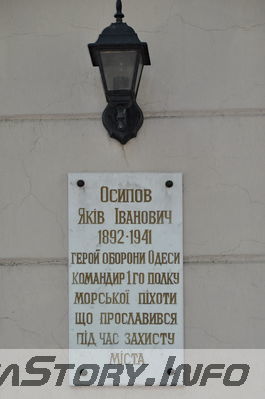 Осипов
Яків Іванович
1892-1941
герой оборони Одеси
командир 1го полку
морської піхоти
що прославився
під час захисту
міста
aStory.Info